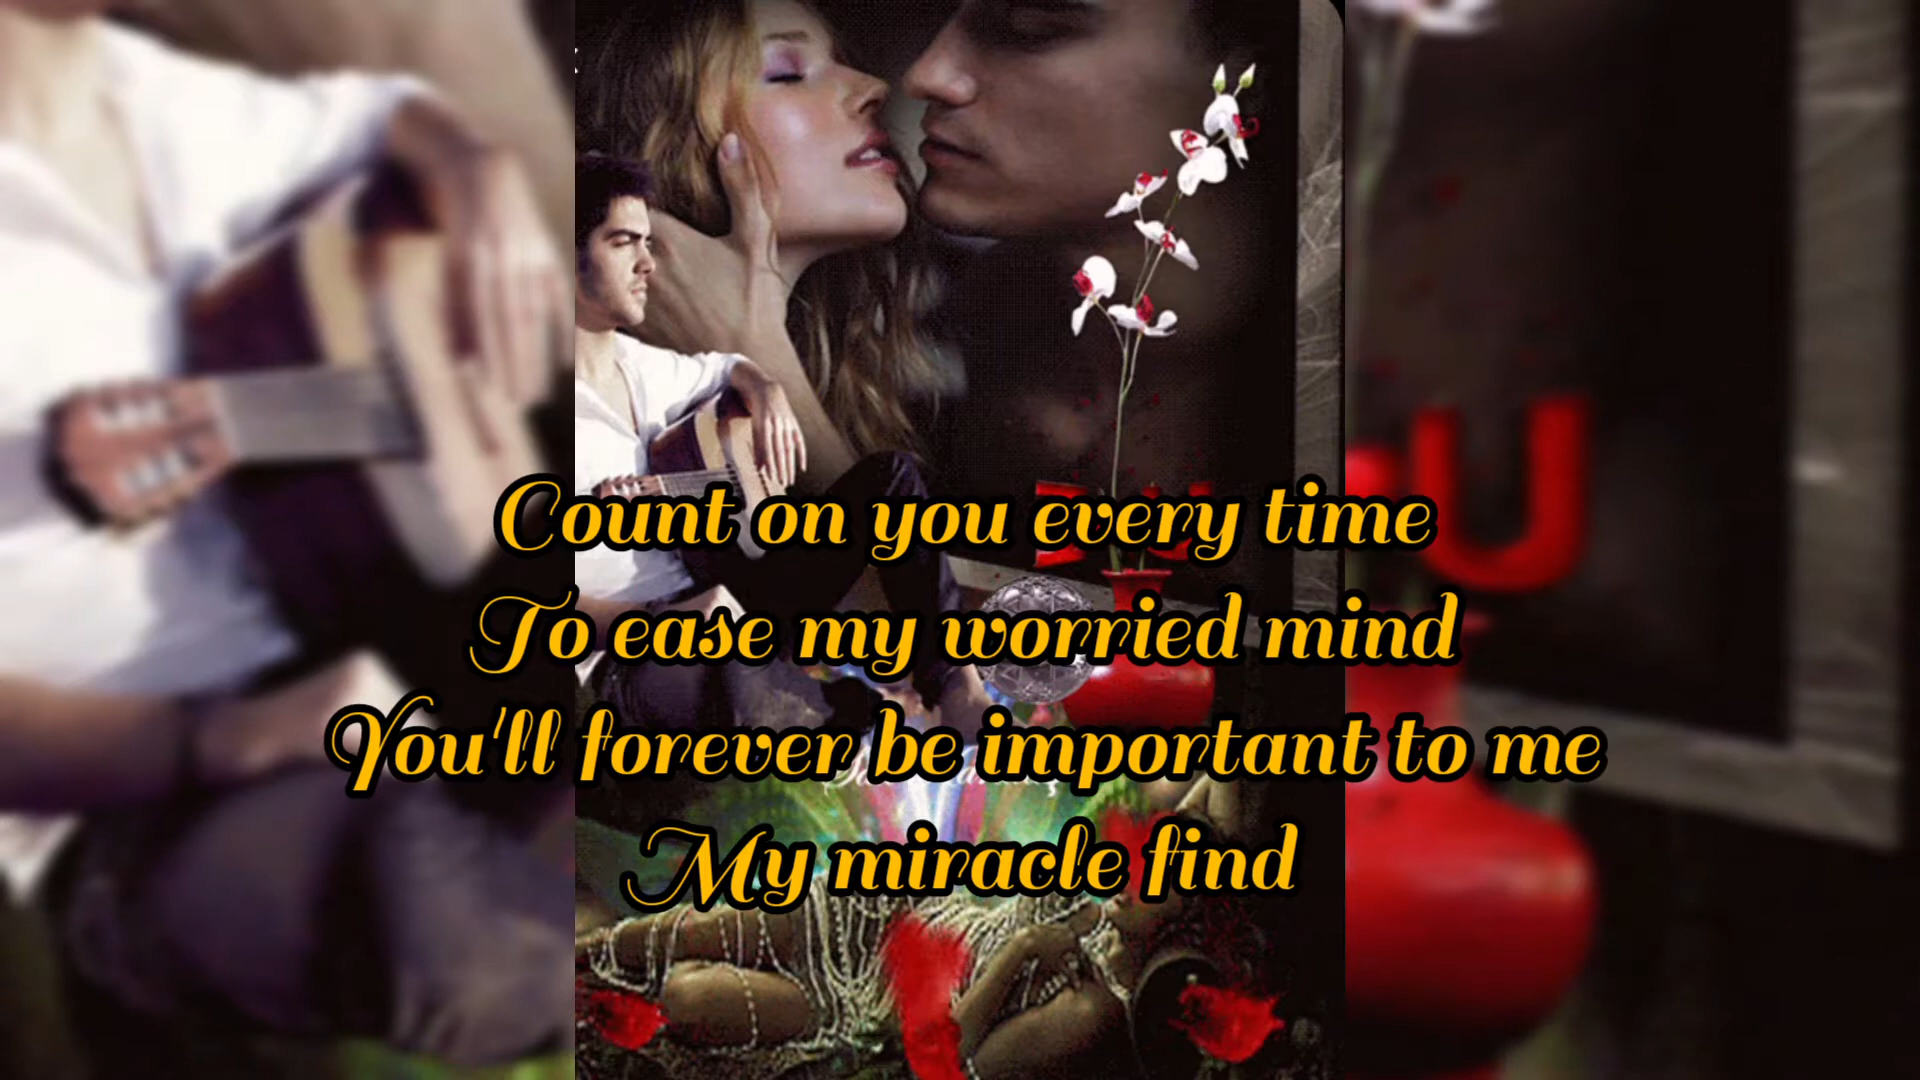 Count on you every time
To ease my worried mind
You'll forever be important to me
My miracle find